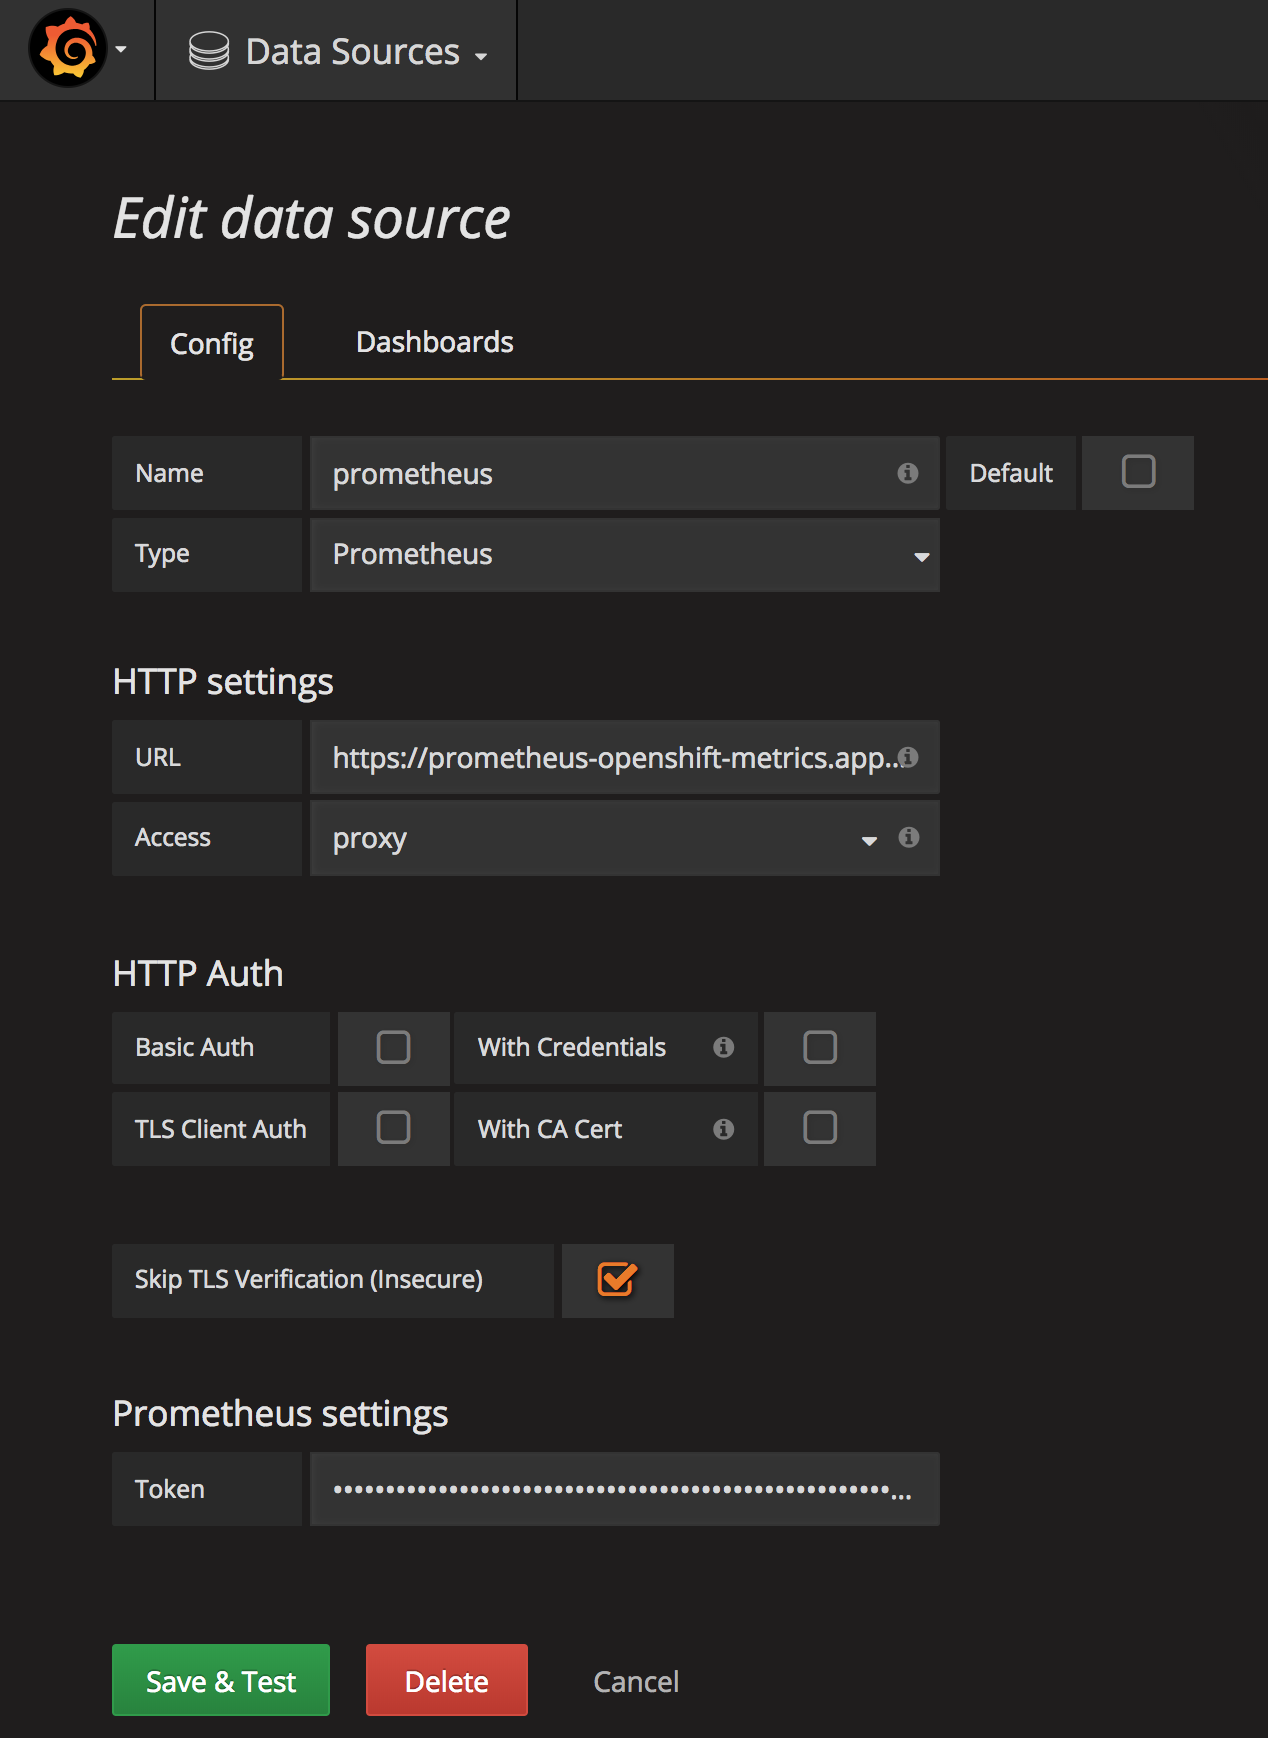 Data Sources
Edit data source
Config Dashboards
Name prometheus Default
Type Prometheus
HTTP settings
URL https://prometheus-openshift-metrics.app...
Access proxy
HTTP Auth
Basic Auth With Credentials
TLS Client Auth With CA Cert
Skip TLS Verification (Insecure)
Prometheus settings
Token •••••••••••••••••••••••••••••••••••••••••••••••••••••...
Save & Test Delete Cancel